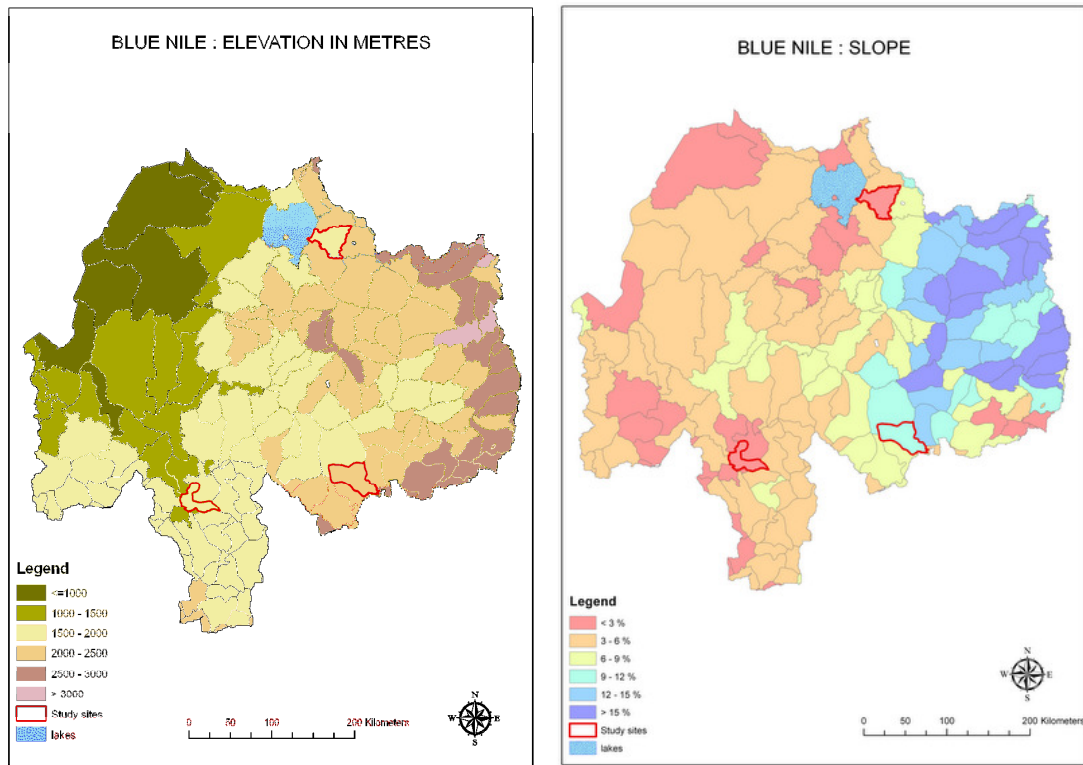 BLUE NILE : ELEVATION IN METRES
Legend
<=1000
1000 - 1500
1500 - 2000
2000 - 2500
2500 - 3000
> 3000
Study sites
lakes
0 50 100 200 Kilometers
N
W E
S
BLUE NILE : SLOPE
Legend
< 3 %
3 - 6 %
6 - 9 %
9 - 12 %
12 - 15 %
> 15 %
Study sites
lakes
N
W E
S
0 50 100 200 Kilometers